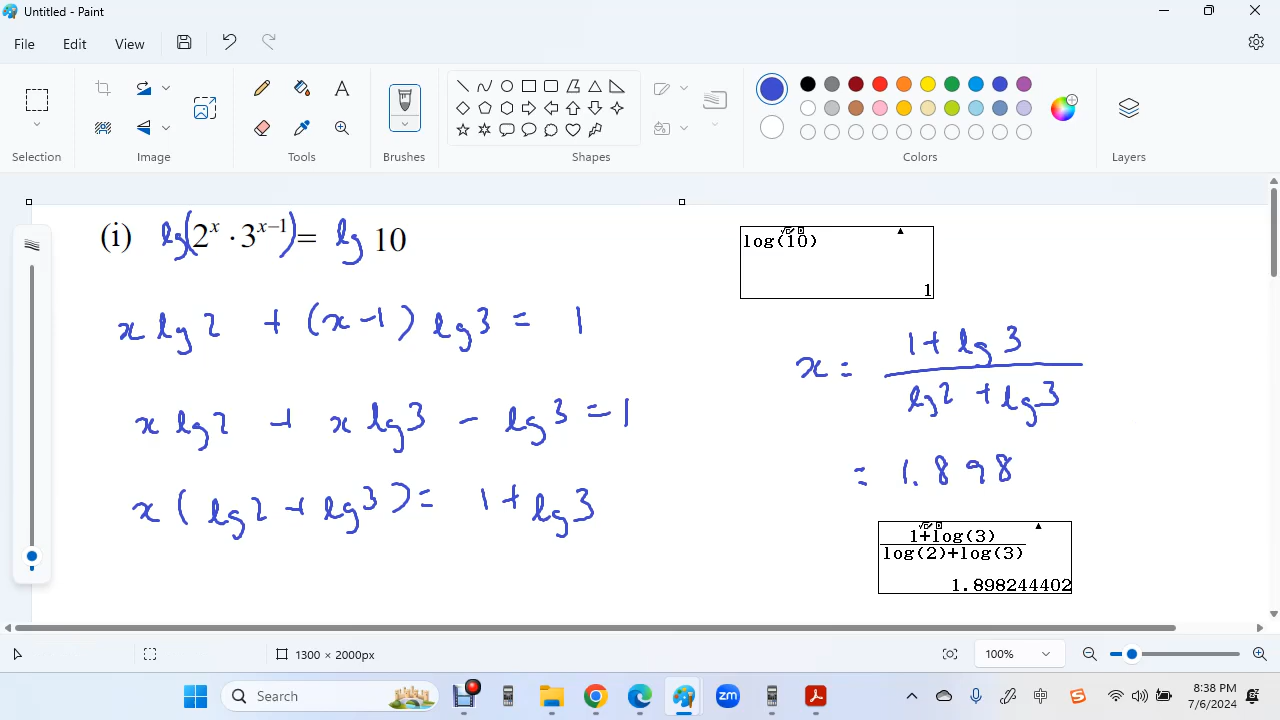 Untitled - Paint
File Edit View
Selection Image Tools Brushes Shapes Colors Layers
(i) lg(2^x · 3^{x−1}) = lg 10
x lg 2 + (x−1) lg 3 = 1
x lg 2 + x lg 3 − lg 3 = 1
x (lg 2 + lg 3) = 1 + lg 3
log(10)
1
x = (1 + lg 3) / (lg 2 + lg 3)
= 1.898
1+log(3)
log(2)+log(3)
1.898244402
1300 × 2000px 100%
Search zm 中 S 8:38 PM
7/6/2024